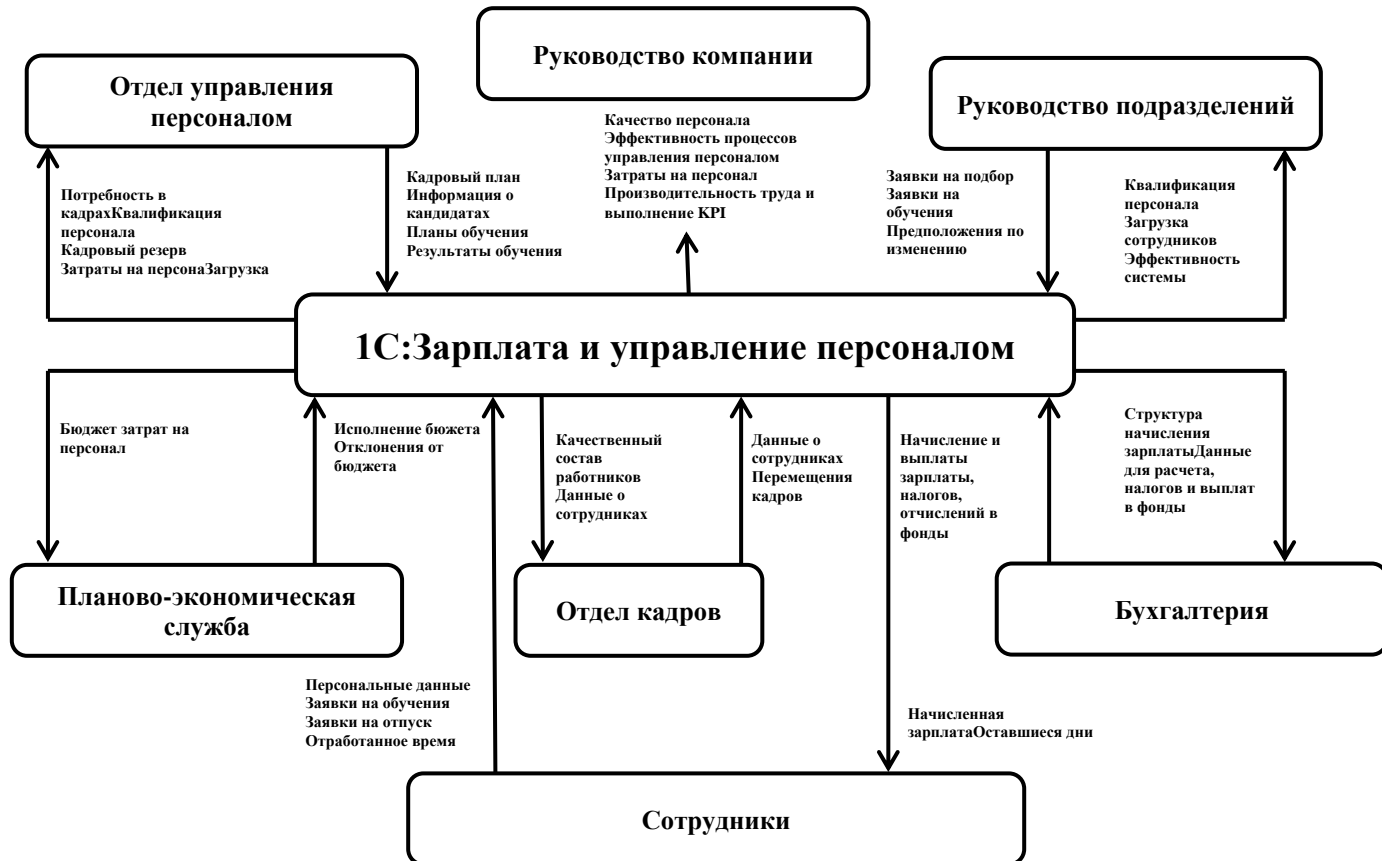 Руководство компании
Отдел управления
персоналом
Руководство подразделений
Потребность в
кадрахКвалификация
персонала
Кадровый резерв
Затраты на персонаЗагрузка
Кадровый план
Информация о
кандидатах
Планы обучения
Результаты обучения
Качество персонала
Эффективность процессов
управления персоналом
Затраты на персонал
Производительность труда и
выполнение KPI
Заявки на подбор
Заявки на
обучения
Предположения по
изменению
Квалификация
персонала
Загрузка
сотрудников
Эффективность
системы
1С:Зарплата и управление персоналом
Бюджет затрат на
персонал
Исполнение бюжета
Отклонения от
бюджета
Качественный
состав
работников
Данные о
сотрудниках
Данные о
сотрудниках
Перемещения
кадров
Начисление и
выплаты
зарплаты,
налогов,
отчислений в
фонды
Структура
начисления
зарплатыДанные
для расчета,
налогов и выплат
в фонды
Планово-экономическая
служба
Отдел кадров
Бухгалтерия
Персональные данные
Заявки на обучения
Заявки на отпуск
Отработанное время
Начисленная
зарплатаОставшиеся дни
Сотрудники